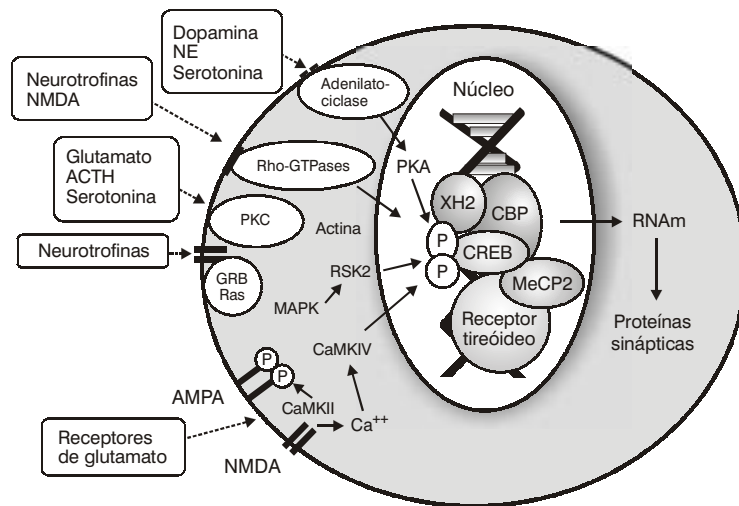 Dopamina
NE
Serotonina
Neurotrofinas
NMDA
Glutamato
ACTH
Serotonina
Neurotrofinas
Receptores
de glutamato
Adenilato-
ciclase
Rho-GTPases
PKC
Actina
GRB
Ras
MAPK
RSK2
CaMKIV
P
P
AMPA
CaMKII
Ca++
NMDA
Núcleo
PKA
XH2
CBP
P
CREB
P
MeCP2
Receptor
tireóideo
RNAm
Proteínas
sinápticas